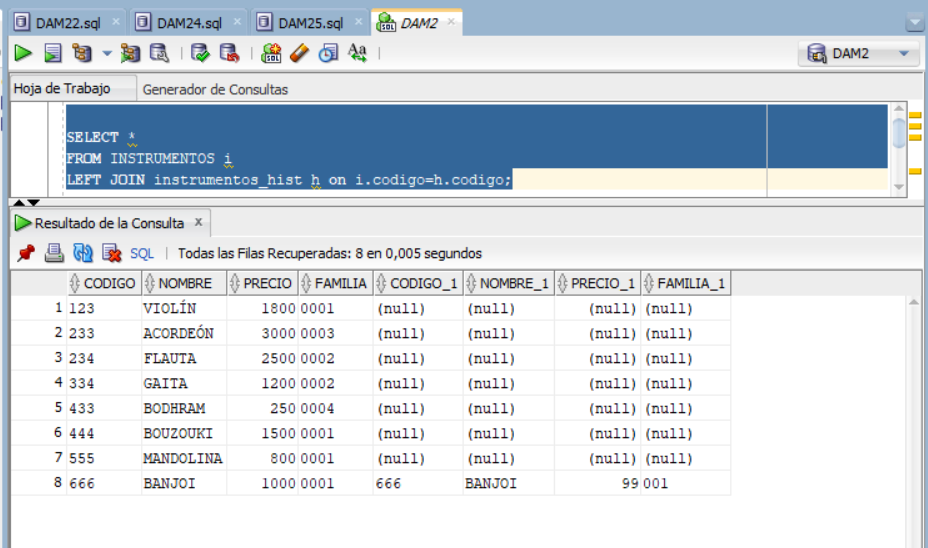 DAM22.sql DAM24.sql DAM25.sql DAM2
DAM2
Hoja de Trabajo Generador de Consultas
SELECT *
FROM INSTRUMENTOS i
LEFT JOIN instrumentos_hist h on i.codigo=h.codigo;
Resultado de la Consulta x
SQL | Todas las Filas Recuperadas: 8 en 0,005 segundos
CODIGO NOMBRE PRECIO FAMILIA CODIGO_1 NOMBRE_1 PRECIO_1 FAMILIA_1
1 123 VIOLÍN 1800 0001 (null) (null) (null) (null)
2 233 ACORDEÓN 3000 0003 (null) (null) (null) (null)
3 234 FLAUTA 2500 0002 (null) (null) (null) (null)
4 334 GAITA 1200 0002 (null) (null) (null) (null)
5 433 BODHRAM 250 0004 (null) (null) (null) (null)
6 444 BOUZOUKI 1500 0001 (null) (null) (null) (null)
7 555 MANDOLINA 800 0001 (null) (null) (null) (null)
8 666 BANJOI 1000 0001 666 BANJOI 99 001